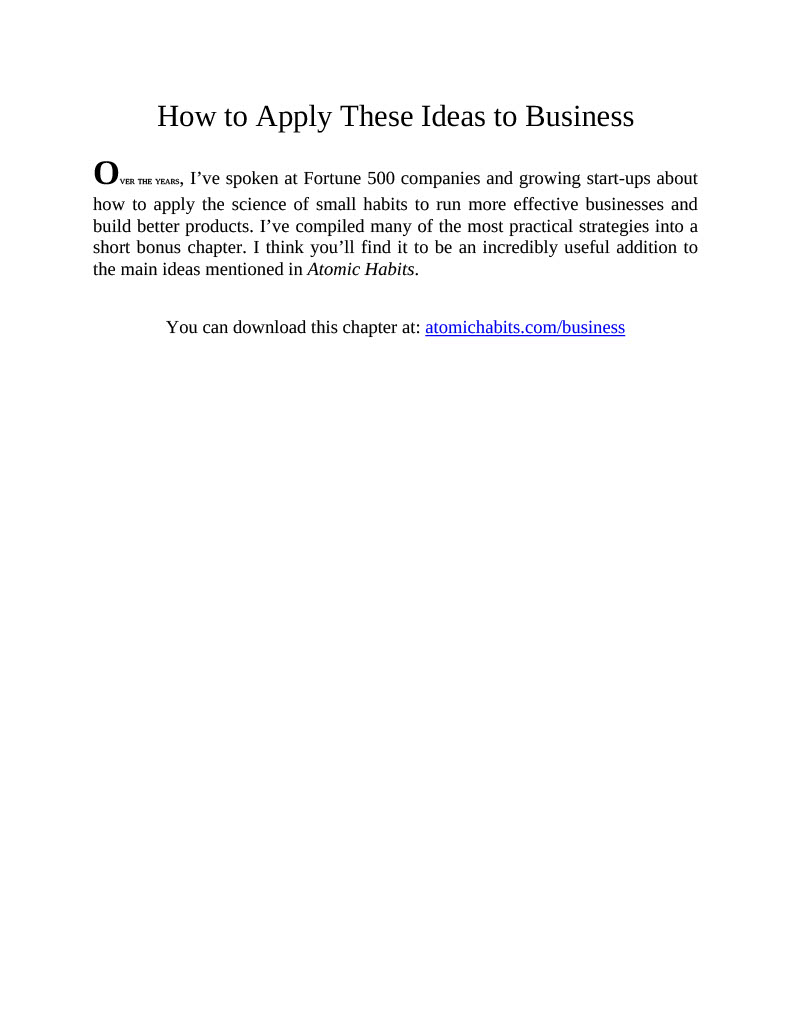 How to Apply These Ideas to Business
OVER THE YEARS, I’ve spoken at Fortune 500 companies and growing start-ups about
how to apply the science of small habits to run more effective businesses and
build better products. I’ve compiled many of the most practical strategies into a
short bonus chapter. I think you’ll find it to be an incredibly useful addition to
the main ideas mentioned in Atomic Habits.
You can download this chapter at: atomichabits.com/business